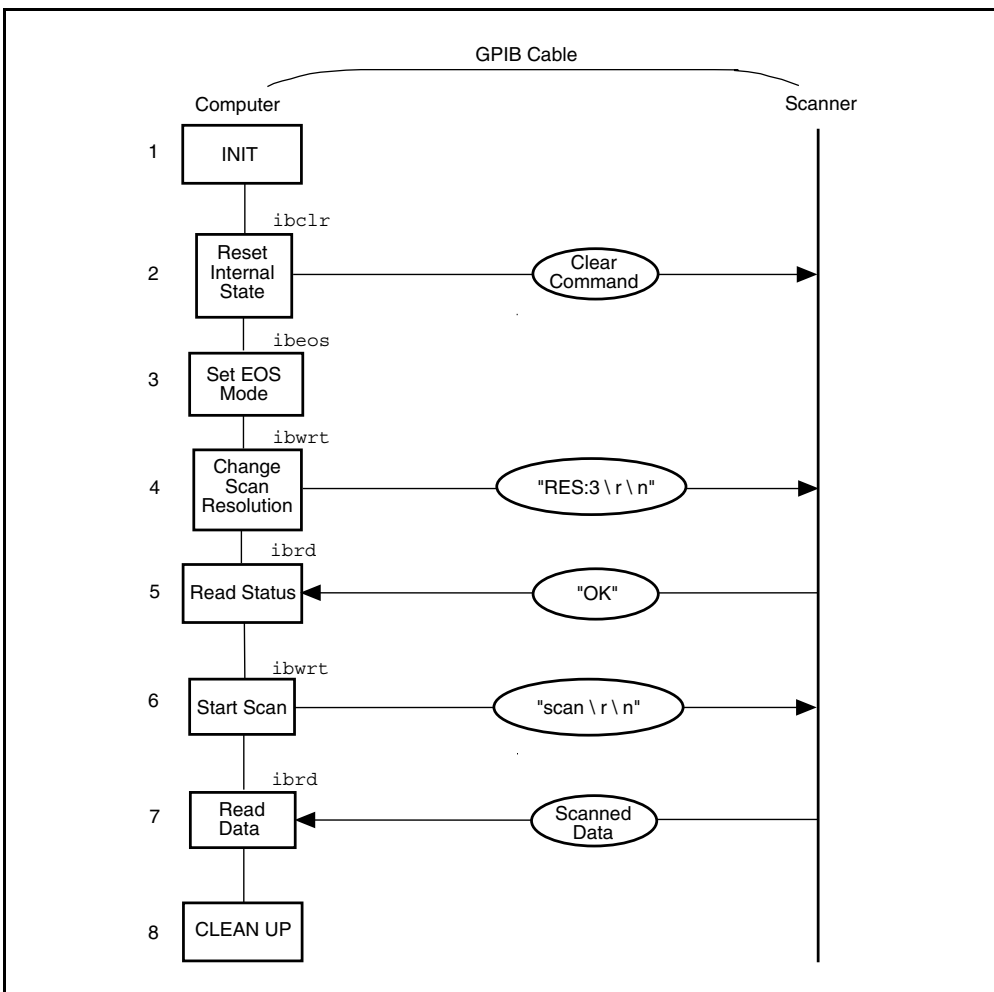 GPIB Cable
Computer
Scanner
1
INIT
ibclr
2
Reset
Internal
State
Clear
Command
ibeos
3
Set EOS
Mode
ibwrt
4
Change
Scan
Resolution
"RES:3 \ r \ n"
ibrd
5
Read Status
"OK"
ibwrt
6
Start Scan
"scan \ r \ n"
ibrd
7
Read
Data
Scanned
Data
8
CLEAN UP